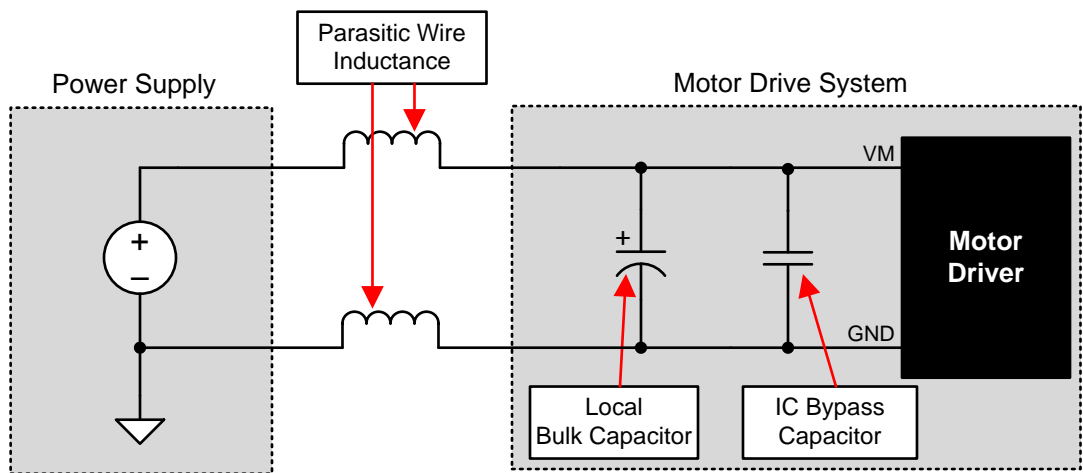 Parasitic Wire
Inductance
Power Supply
Motor Drive System
VM
+
–
+
Motor
Driver
GND
Local
Bulk Capacitor
IC Bypass
Capacitor